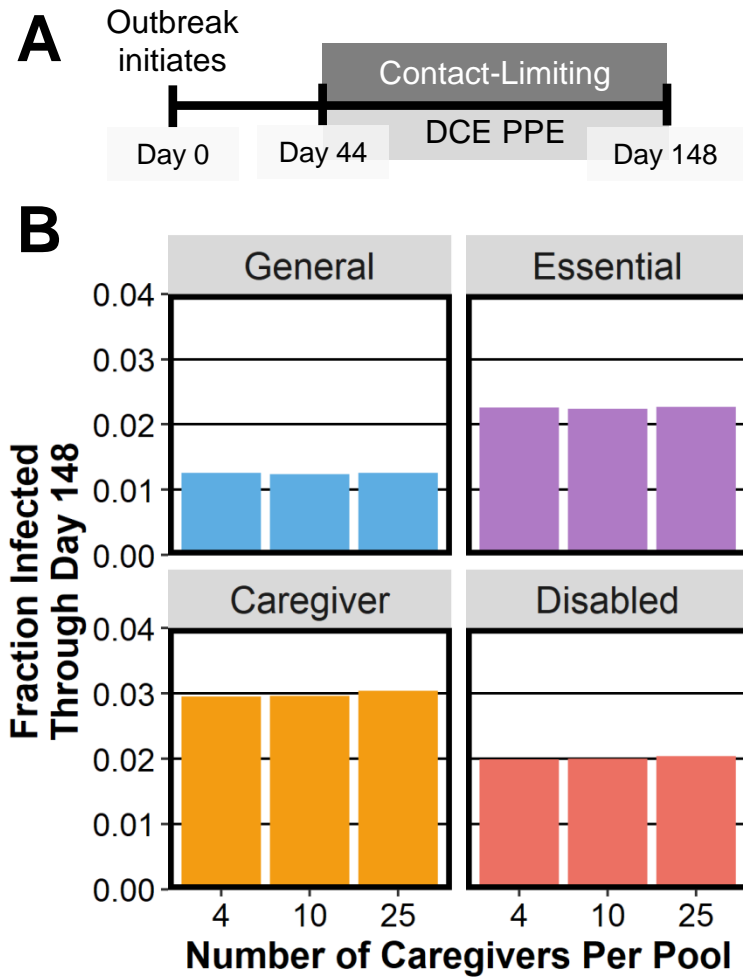 A
Outbreak
initiates
Contact-Limiting
DCE PPE
Day 0
Day 44
Day 148
B
General
Essential
0.04
0.03
0.02
0.01
0.00
Caregiver
Disabled
0.04
0.03
0.02
0.01
0.00
Fraction Infected
Through Day 148
4 10 25
4 10 25
Number of Caregivers Per Pool